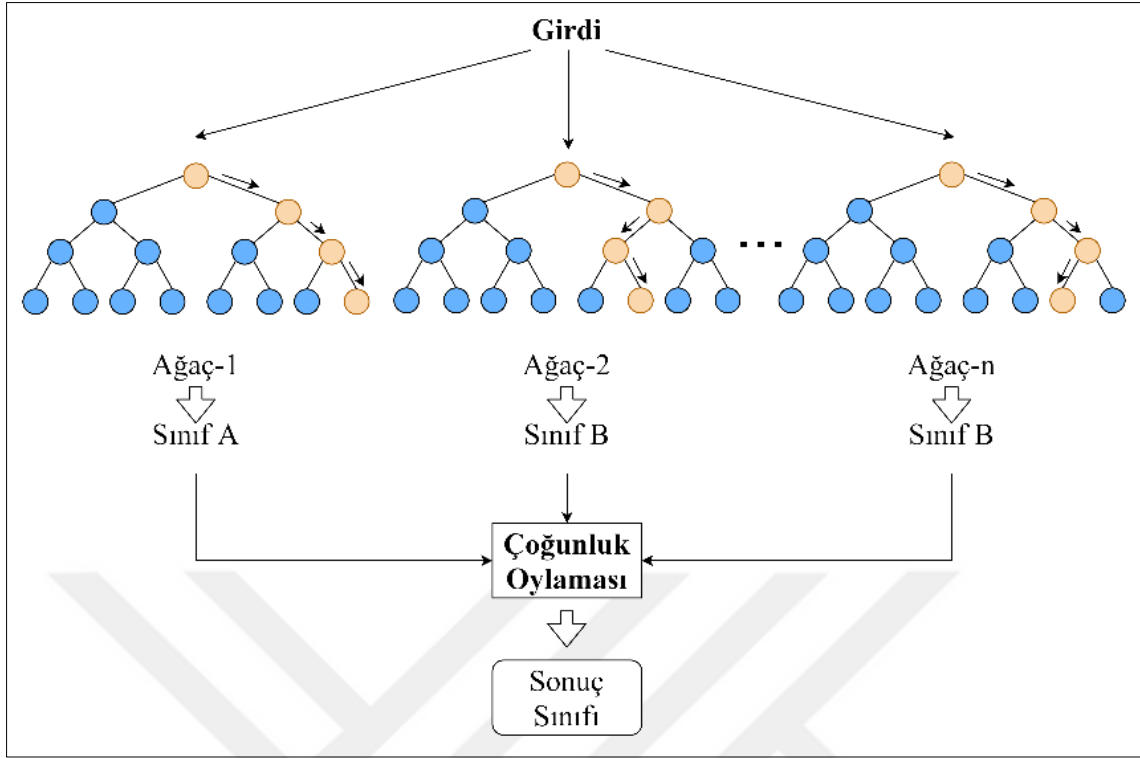 Girdi
Ağaç-1
Ağaç-2
Ağaç-n
Sınıf A
Sınıf B
Sınıf B
Çoğunluk
Oylaması
Sonuç
Sınıfı